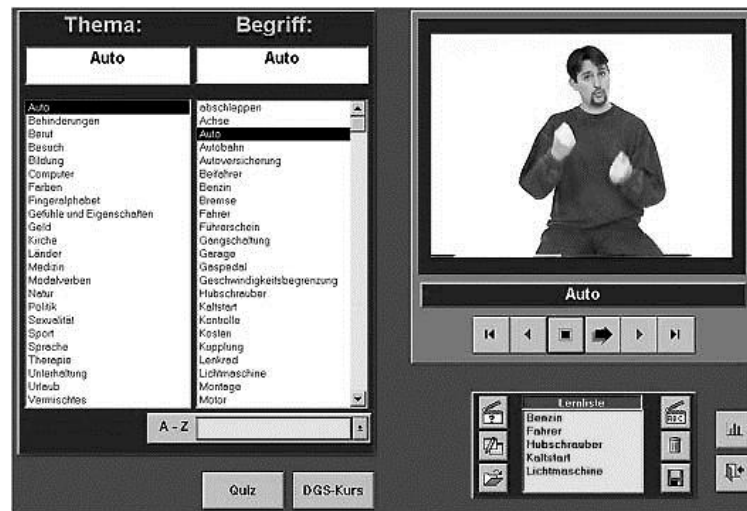 Thema:
Begriff:
Auto
Auto
Auto
Behinderungen
Beruf
Besuch
Bildung
Computer
Farben
Fingeralphabet
Gefühle und Eigenschaften
Geld
Kirche
Länder
Medizin
Modalverben
Natur
Politik
Sexualität
Sport
Sprache
Therapie
Unterhaltung
Urlaub
Vermischtes
abschleppen
Achse
Auto
Autobahn
Autoversicherung
Beifahrer
Benzin
Bremse
Fahrer
Führerschein
Gangschaltung
Garage
Gaspedal
Geschwindigkeitsbegrenzung
Hubschrauber
Kaltstart
Kontrolle
Kosten
Kupplung
Lenkrad
Lichtmaschine
Montage
Motor
A - Z
Quiz
DGS-Kurs
Auto
Lernliste
Benzin
Fahrer
Hubschrauber
Kaltstart
Lichtmaschine
?
ABC